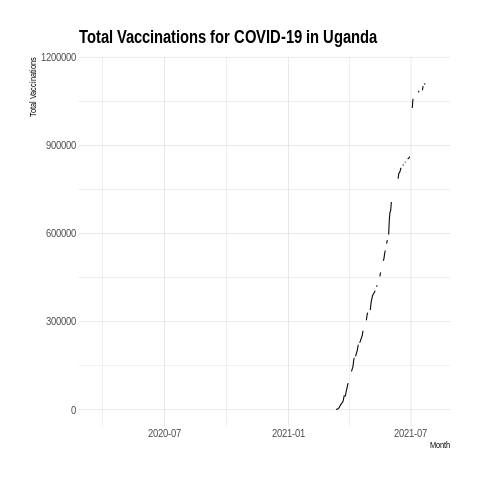 Total Vaccinations for COVID-19 in Uganda
Total Vaccinations
1200000
900000
600000
300000
0
2020-07 2021-01 2021-07
Month